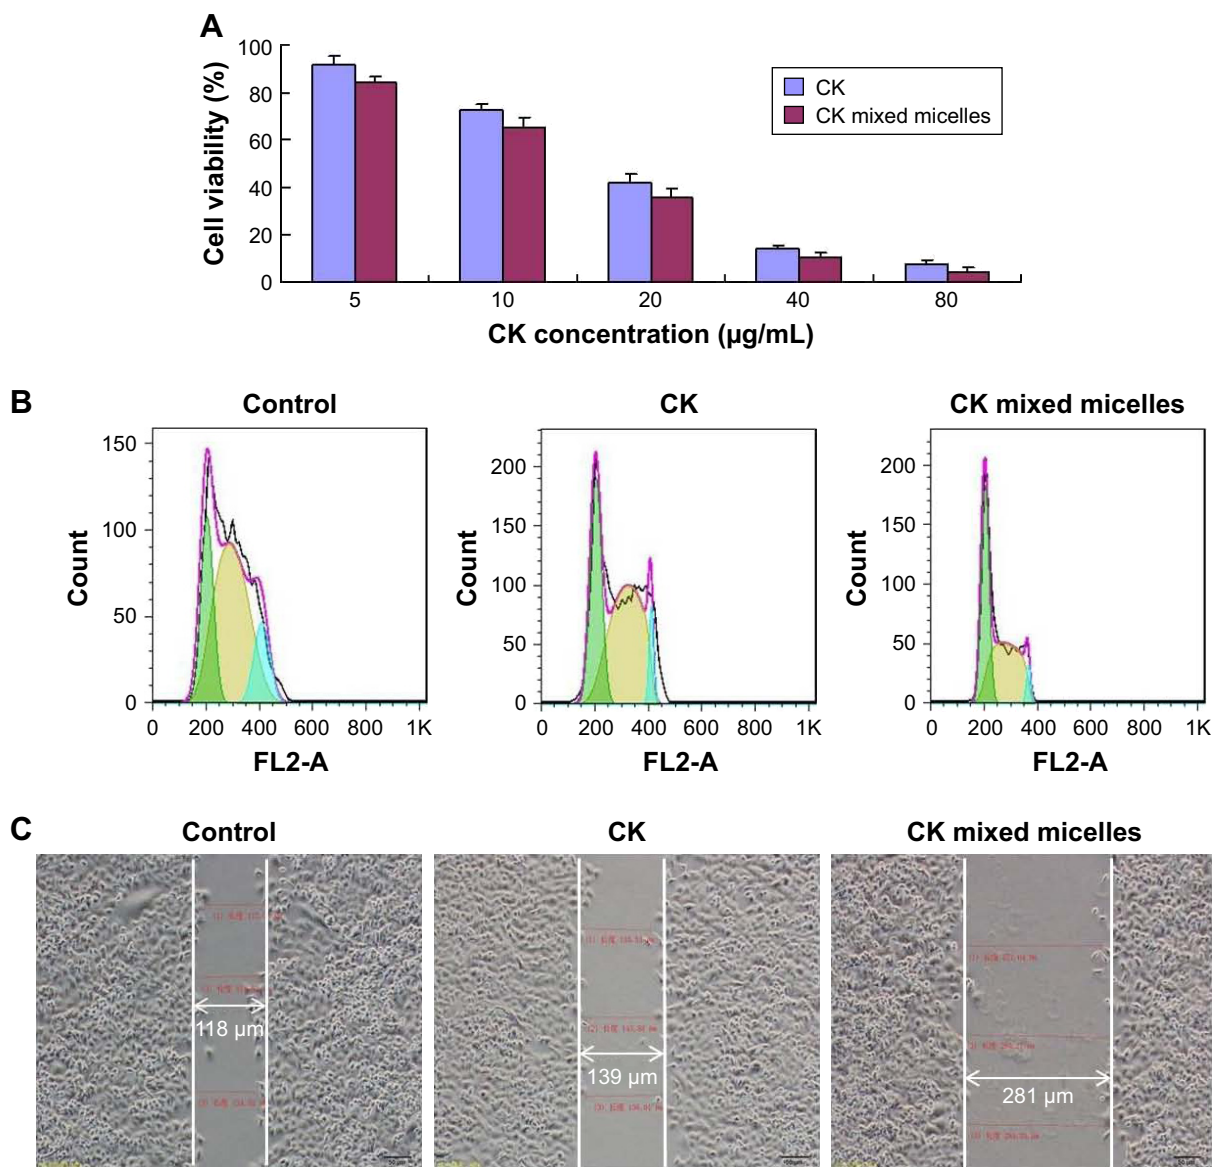 A
100
80
60
40
20
0
Cell viability (%)
CK
CK mixed micelles
5 10 20 40 80
CK concentration (µg/mL)
B
Control CK CK mixed micelles
150
100
50
0
Count
0 200 400 600 800 1K
FL2-A
200
150
100
50
0
Count
0 200 400 600 800 1K
FL2-A
200
150
100
50
0
Count
0 200 400 600 800 1K
FL2-A
C
Control CK CK mixed micelles
118 µm
139 µm
281 µm